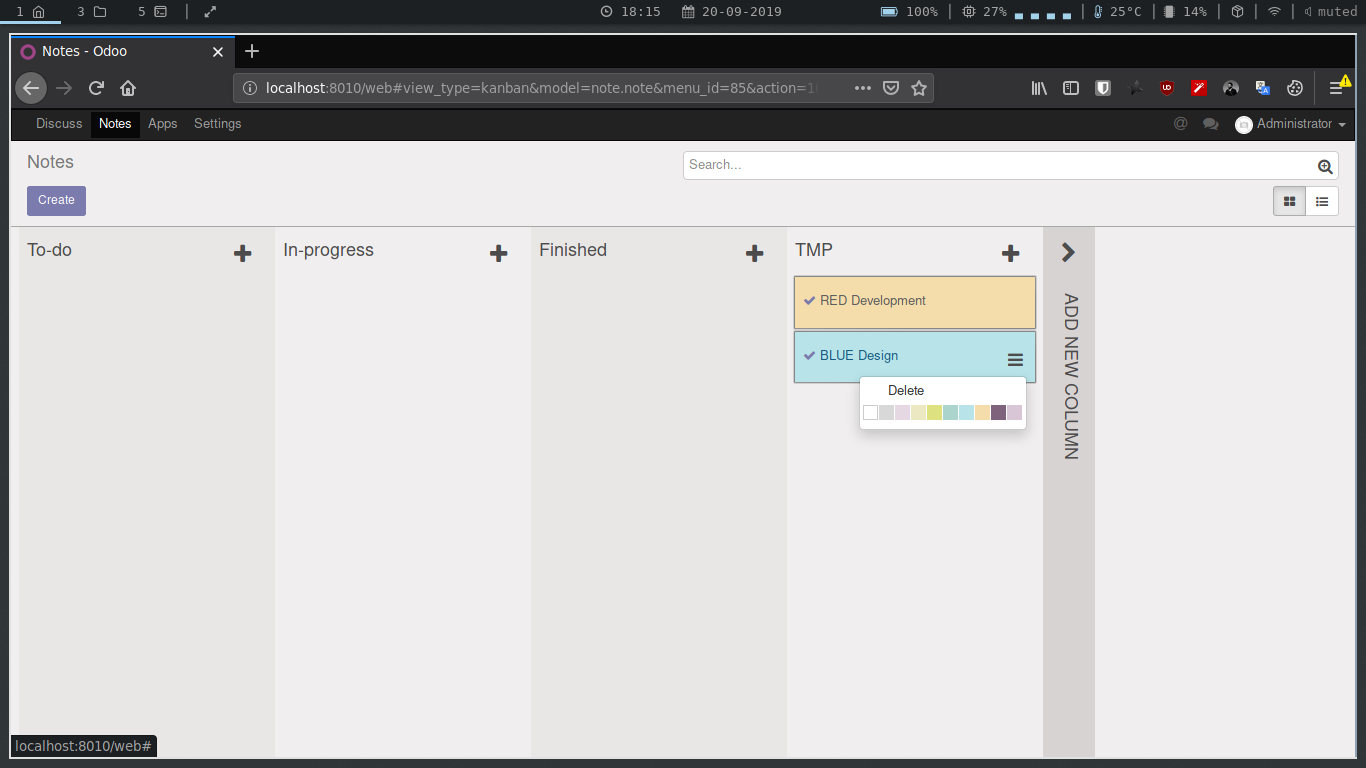 1 3 5 18:15 20-09-2019 100% 27% 25°C 14% muted
Notes - Odoo
localhost:8010/web#view_type=kanban&model=note.note&menu_id=85&action=1
Discuss Notes Apps Settings Administrator
Notes
Search...
Create
To-do In-progress Finished TMP
RED Development
BLUE Design
Delete
ADD NEW COLUMN
localhost:8010/web#